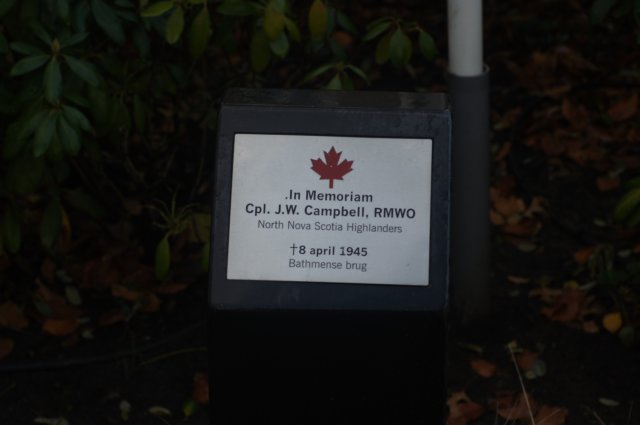 .In Memoriam
Cpl. J.W. Campbell, RMWO
North Nova Scotia Highlanders
†8 april 1945
Bathmense brug